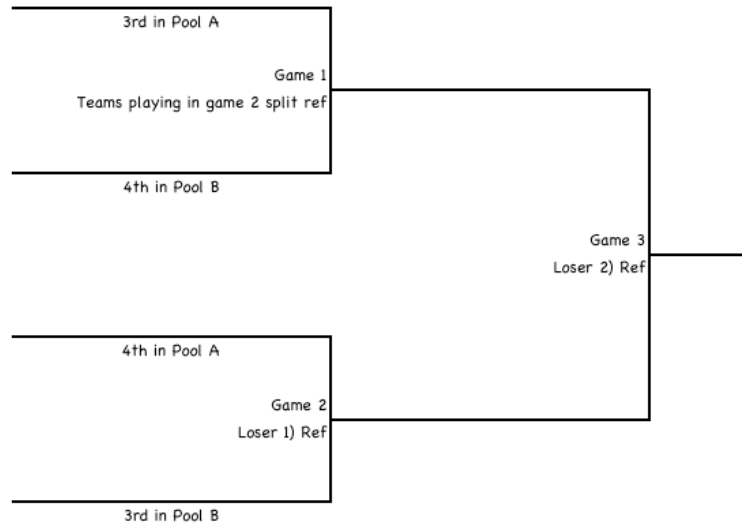 3rd in Pool A
Game 1
Teams playing in game 2 split ref
4th in Pool B
Game 3
Loser 2) Ref
4th in Pool A
Game 2
Loser 1) Ref
3rd in Pool B